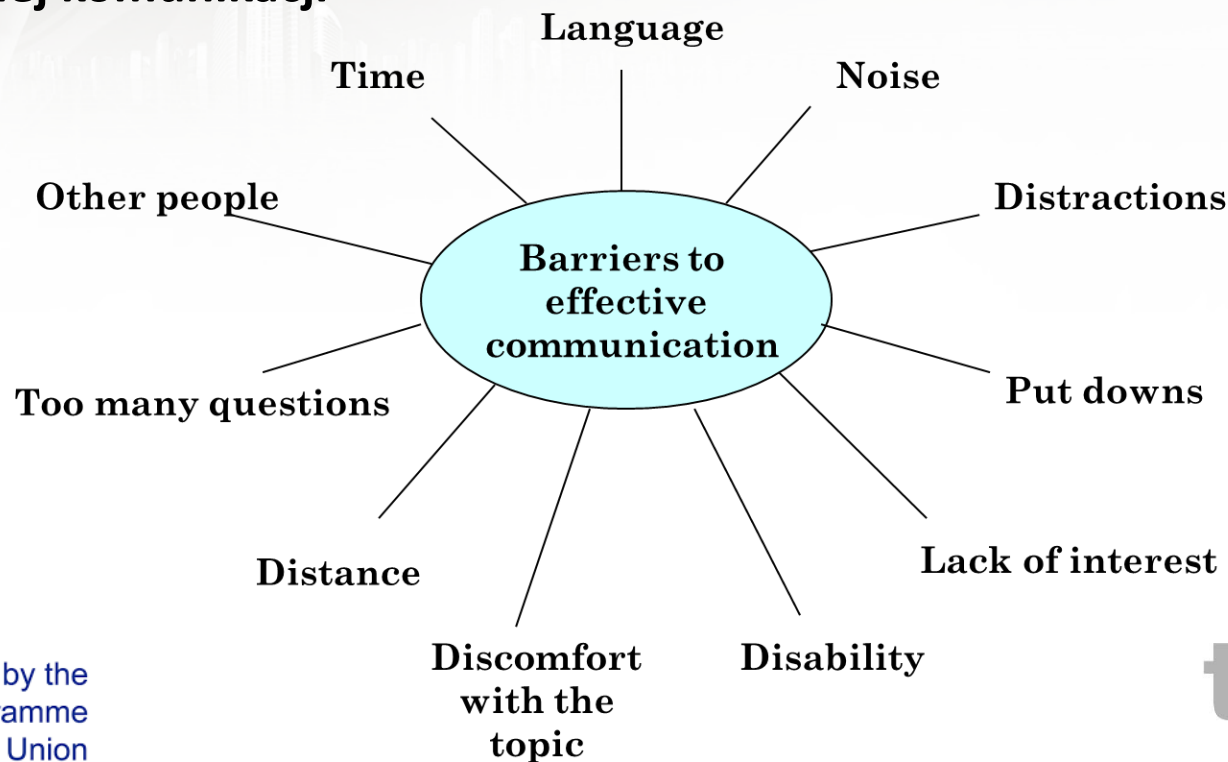 komunikacji
Language
Time
Noise
Other people
Distractions
Barriers to
effective
communication
Too many questions
Put downs
Distance
Lack of interest
Discomfort
with the
topic
Disability
by the
Union